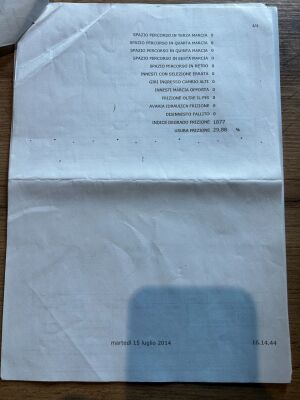 4/4
SPAZIO PERCORSO IN TERZA MARCIA 0
SPAZIO PERCORSO IN QUARTA MARCIA 0
SPAZIO PERCORSO IN QUINTA MARCIA 0
SPAZIO PERCORSO IN SESTA MARCIA 0
SPAZIO PERCORSO IN RETRO 0
INNESTI CON SELEZIONE ERRATA 0
GIRI INGRESSO CAMBIO ALTI 0
INNESTI MARCIA OPPOSTA 0
FRIZIONE OLTRE IL PIS 0
AVARIA IDRAULICA FRIZIONE 0
DISINNESTO FALLITO 0
INDICE DEGRADO FRIZIONE 1877
USURA FRIZIONE 29,88 %
martedì 15 luglio 2014 16.14.44